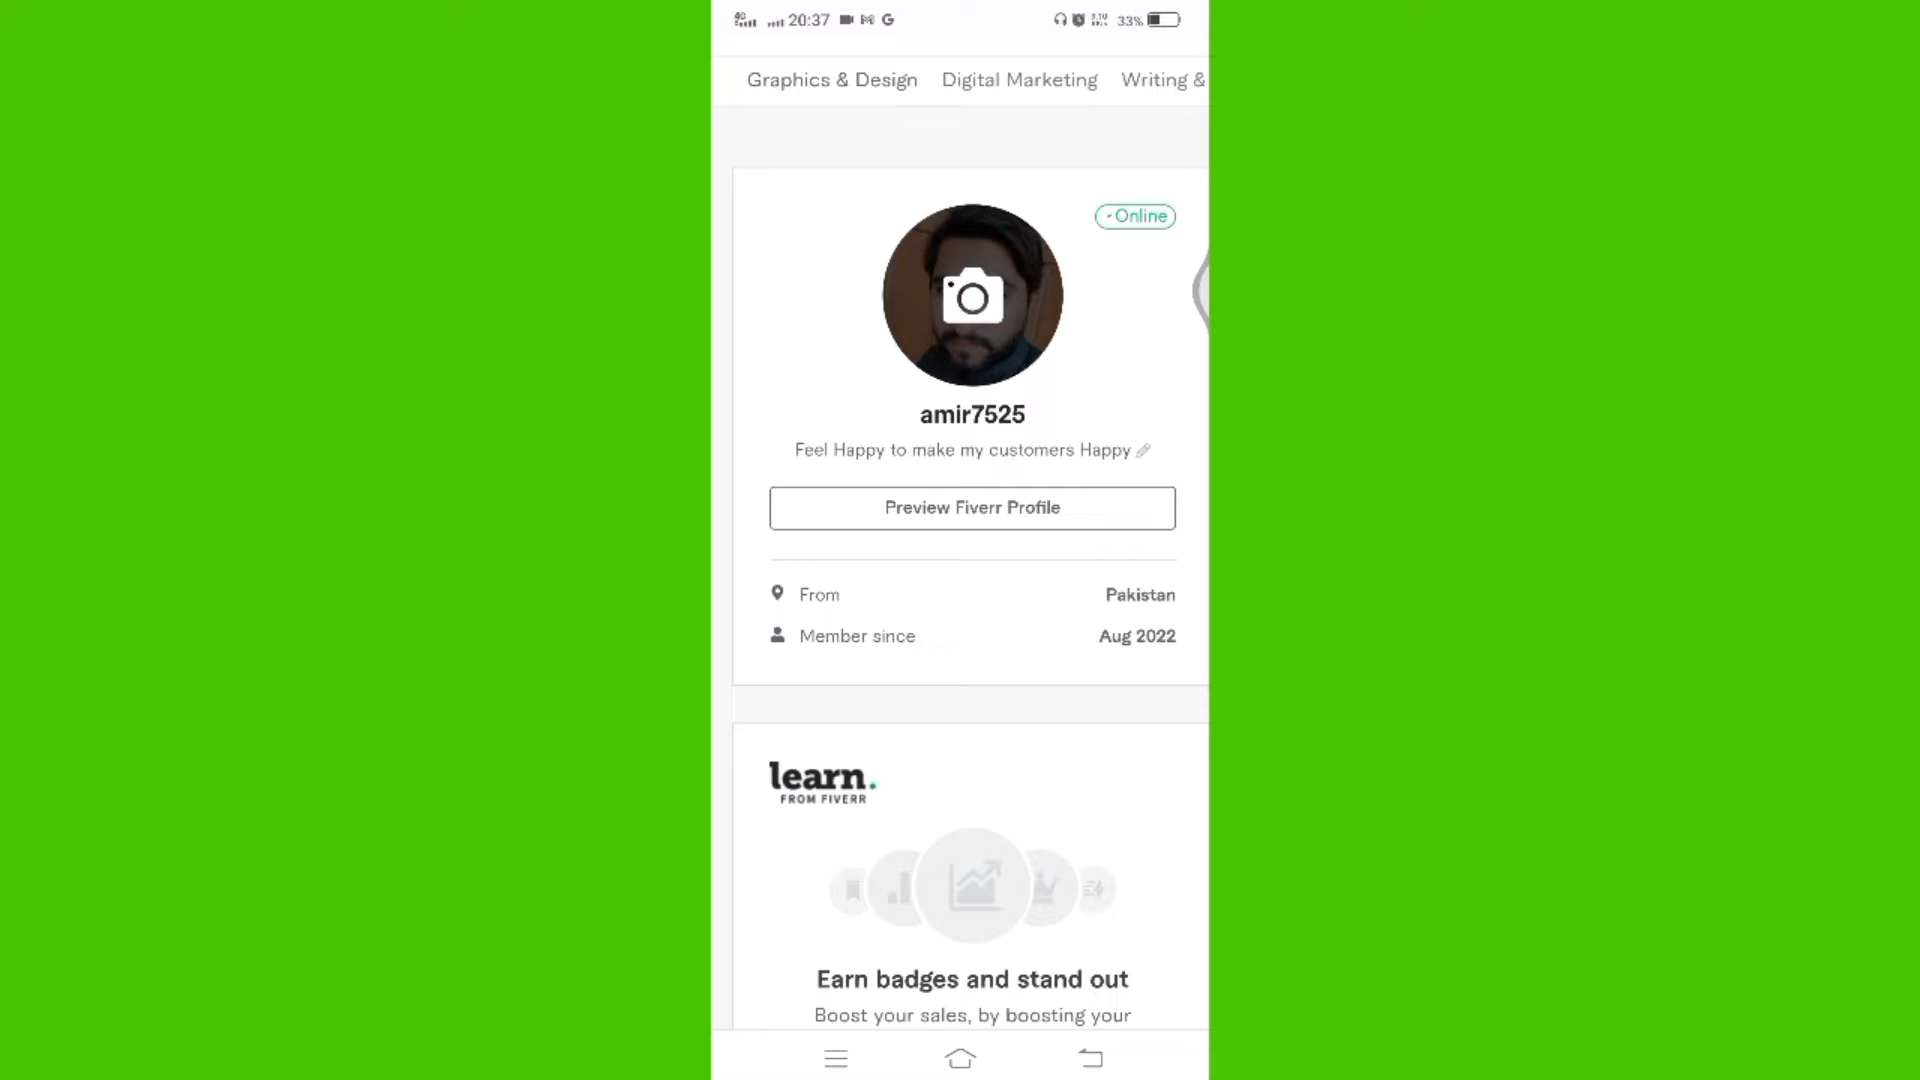 4G 20:37 33%
Graphics & Design Digital Marketing Writing &
Online
amir7525
Feel Happy to make my customers Happy
Preview Fiverr Profile
From Pakistan
Member since Aug 2022
learn.
FROM FIVERR
Earn badges and stand out
Boost your sales, by boosting your